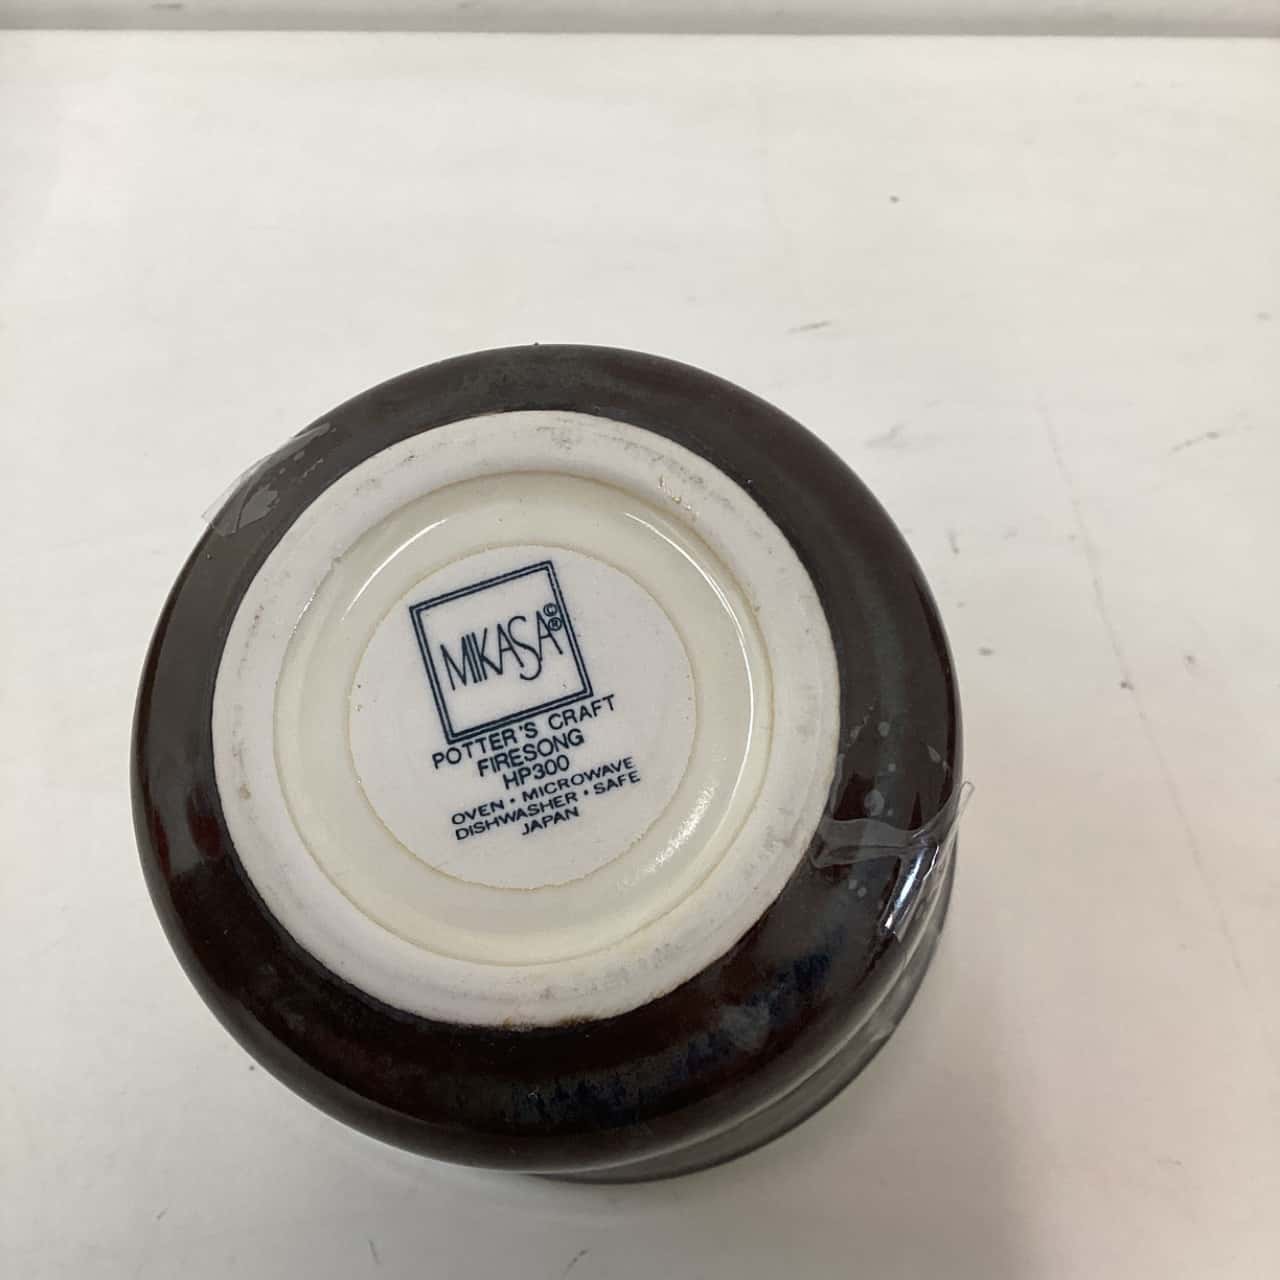 MIKASA©®
POTTER'S CRAFT
FIRESONG
HP300
OVEN • MICROWAVE
DISHWASHER • SAFE
JAPAN